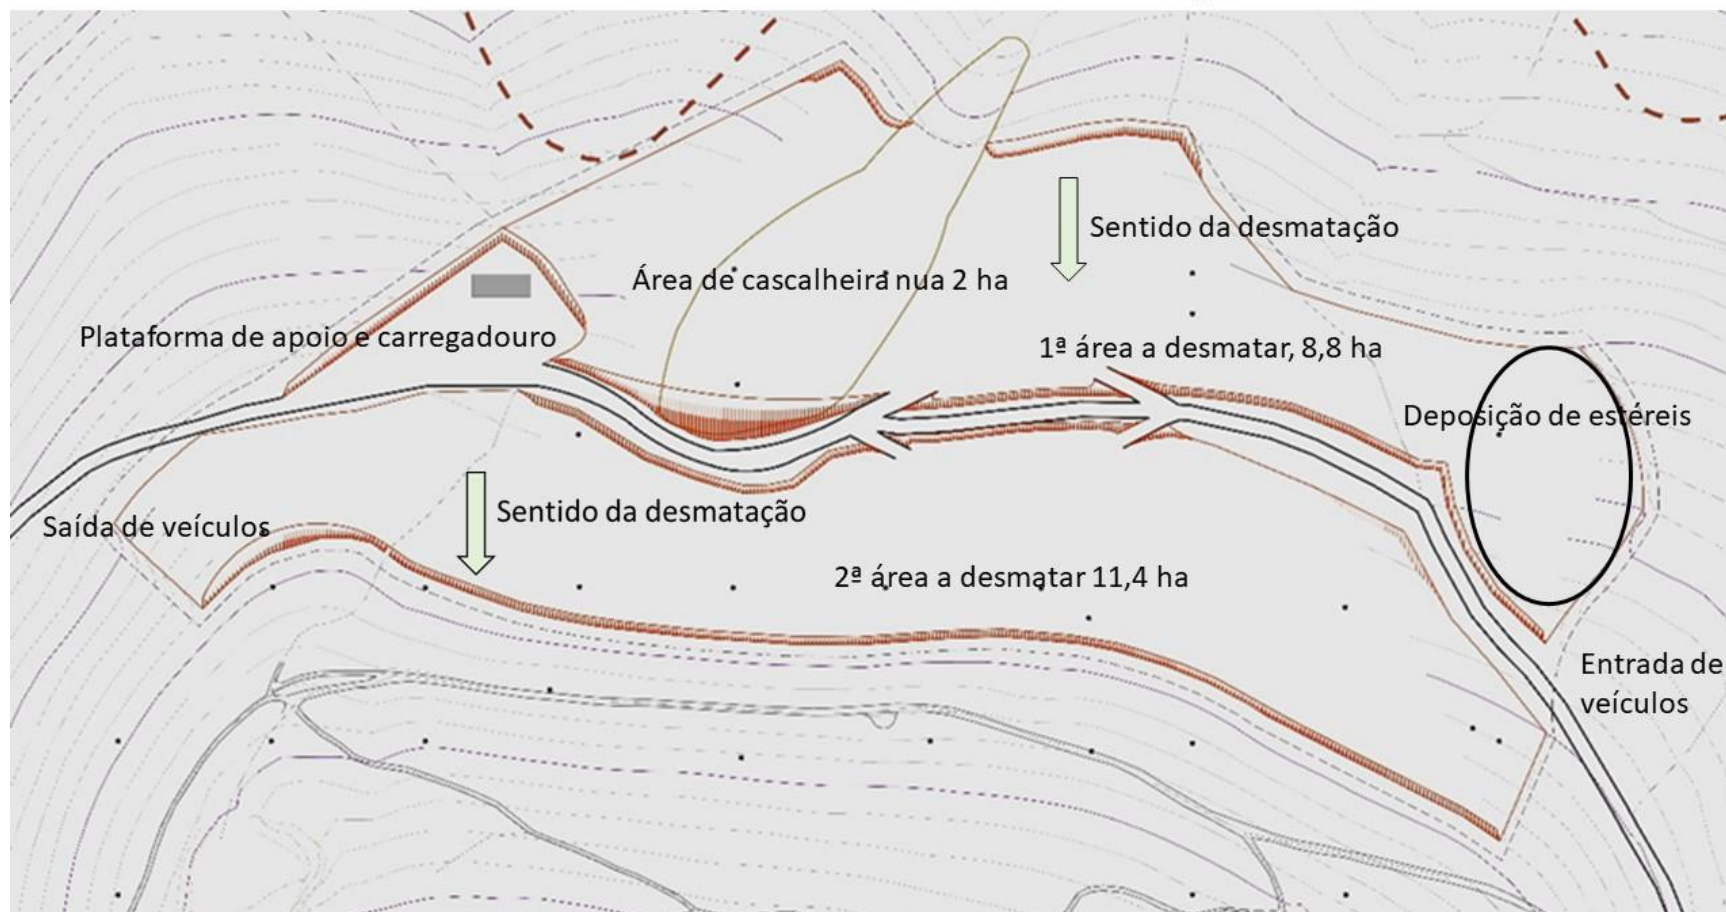 Sentido da desmatação
Área de cascalheira nua 2 ha
Plataforma de apoio e carregadouro
1ª área a desmatar, 8,8 ha
Deposição de estéreis
Sentido da desmatação
Saída de veículos
2ª área a desmatar 11,4 ha
Entrada de
veículos